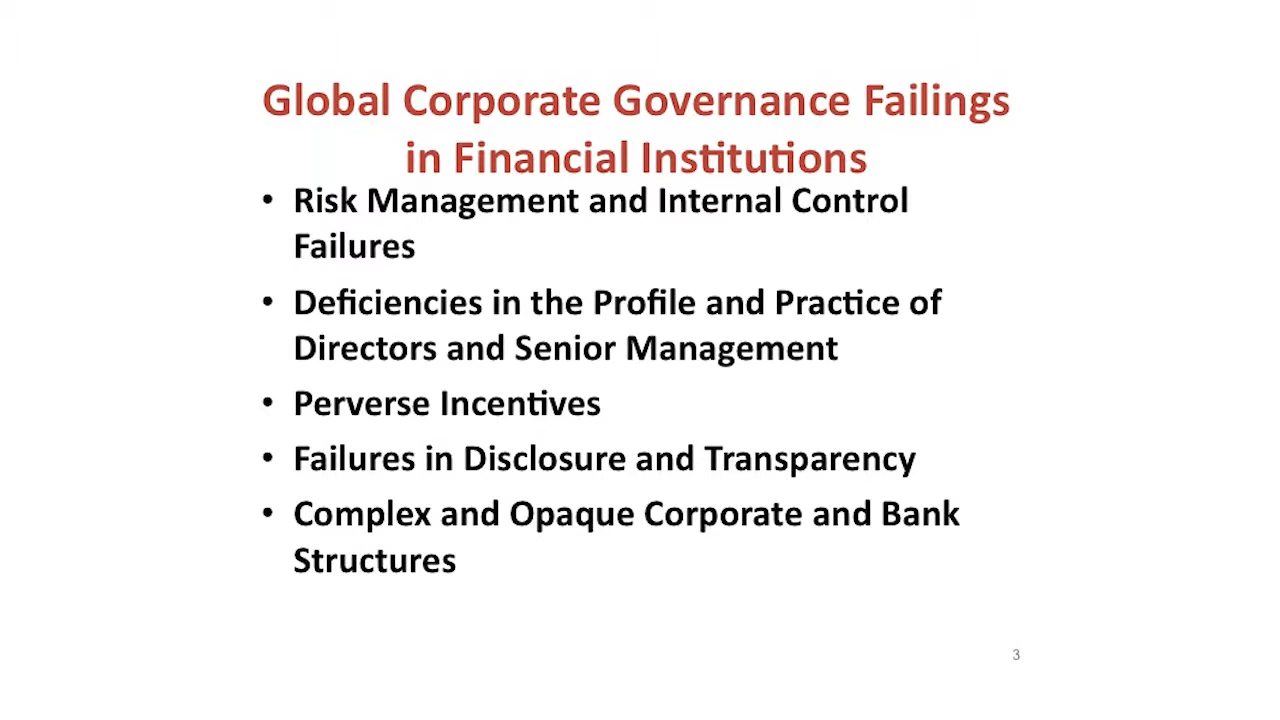 Global Corporate Governance Failings
in Financial Institutions
• Risk Management and Internal Control
Failures
• Deficiencies in the Profile and Practice of
Directors and Senior Management
• Perverse Incentives
• Failures in Disclosure and Transparency
• Complex and Opaque Corporate and Bank
Structures
3